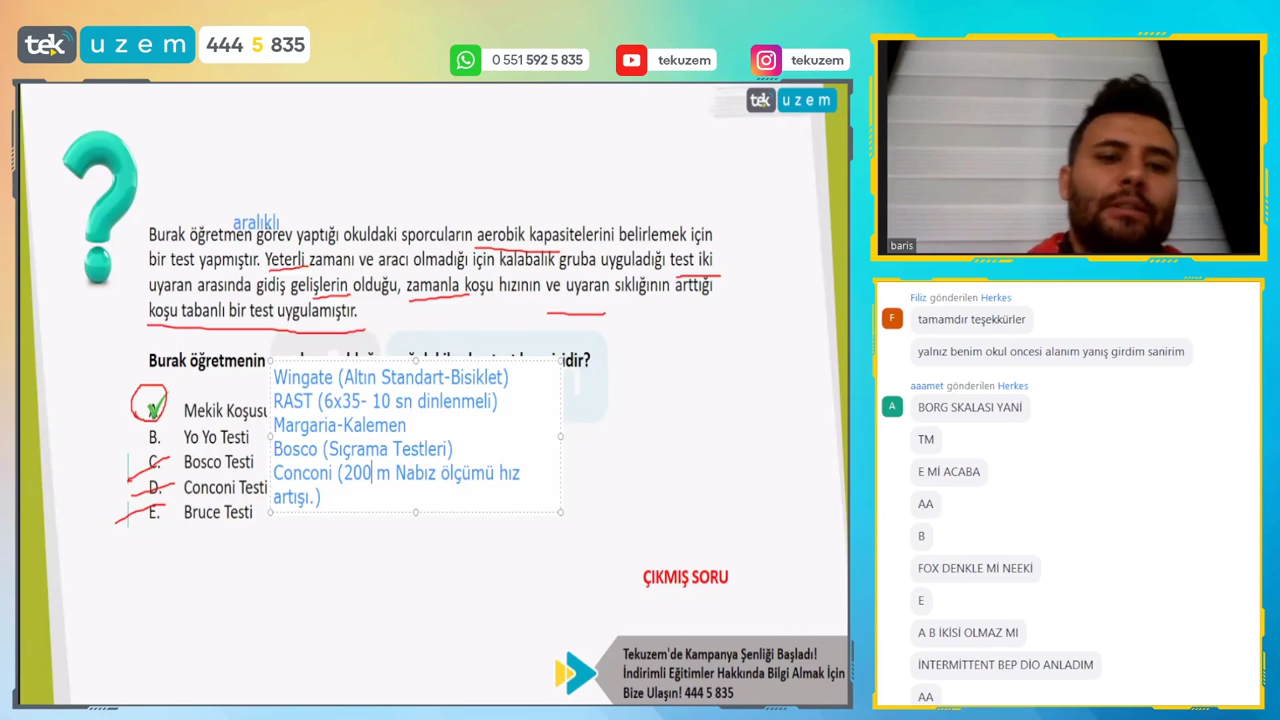 tek
uzem
444 5 835
0 551 592 5 835
tekuzem
tekuzem
tek
uzem
aralıklı
Burak öğretmen görev yaptığı okuldaki sporcuların aerobik kapasitelerini belirlemek için
bir test yapmıştır. Yeterli zamanı ve aracı olmadığı için kalabalık gruba uyguladığı test iki
uyaran arasında gidiş gelişlerin olduğu, zamanla koşu hızının ve uyaran sıklığının arttığı
koşu tabanlı bir test uygulamıştır.
Burak öğretmenin
Wingate (Altın Standart-Bisiklet)
RAST (6x35- 10 sn dinlenmeli)
Margaria-Kalemen
Bosco (Sıçrama Testleri)
Conconi (200 m Nabız ölçümü hız
artışı.)
Mekik Koşusu
B. Yo Yo Testi
C. Bosco Testi
D. Conconi Testi
E. Bruce Testi
ÇIKMIŞ SORU
Tekuzem'de Kampanya Şenliği Başladı!
İndirimli Eğitimler Hakkında Bilgi Almak İçin
Bize Ulaşın! 444 5 835
baris
Filiz gönderilen Herkes
F
tamamdır teşekkürler
yalnız benim okul oncesi alanım yanış girdim sanirim
aaamet gönderilen Herkes
A
BORG SKALASI YANİ
TM
E Mİ ACABA
AA
B
FOX DENKLE Mİ NEEKİ
E
A B İKİSİ OLMAZ MI
İNTERMİTTENT BEP DİO ANLADIM
AA